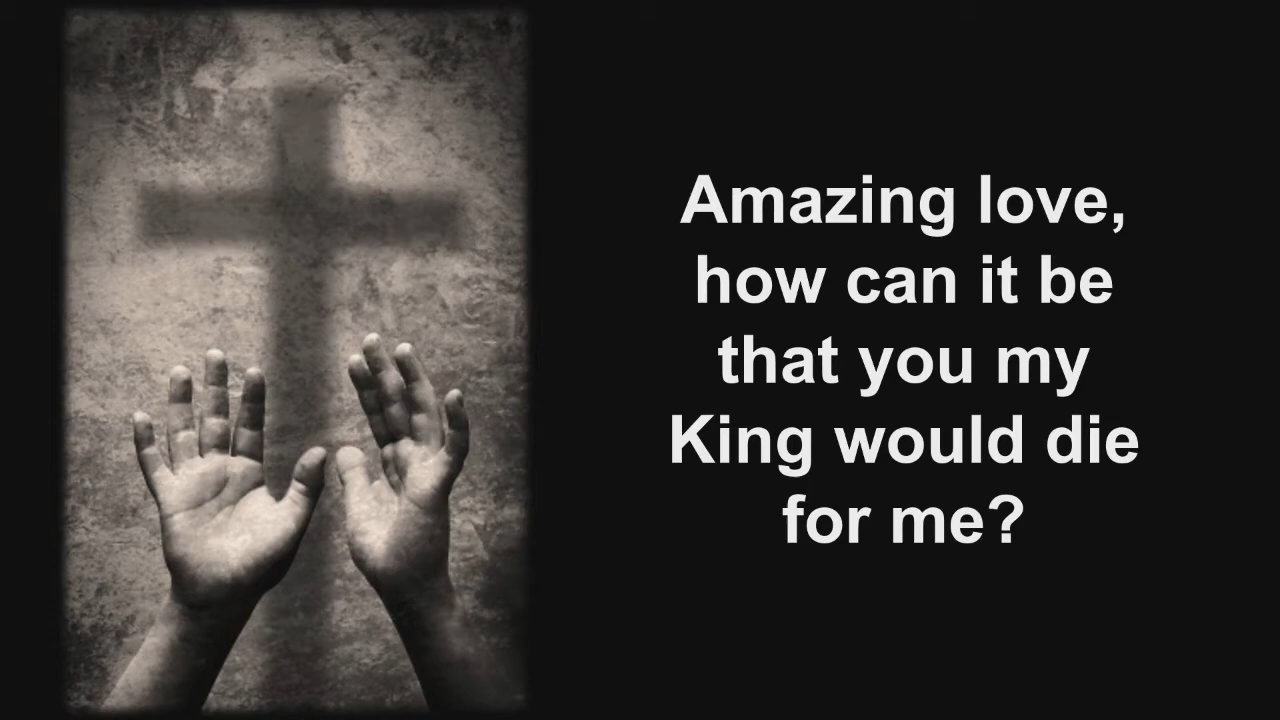 Amazing love,
how can it be
that you my
King would die
for me?